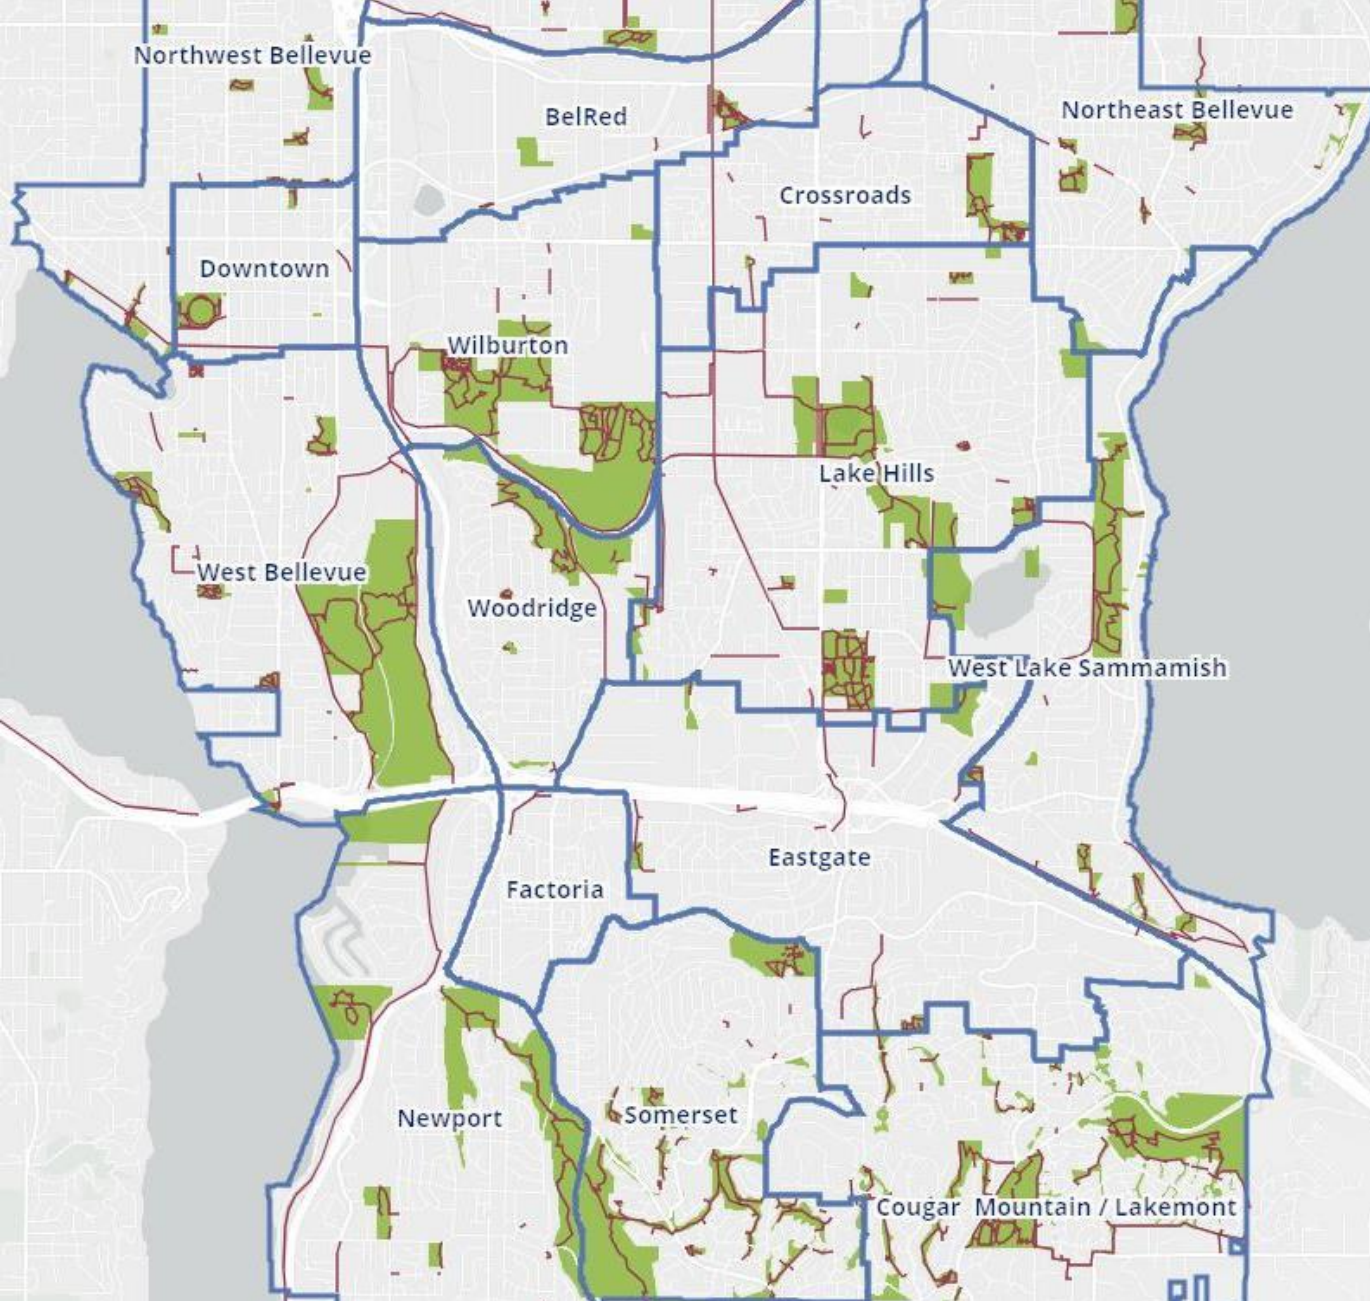 Northwest Bellevue
BelRed
Northeast Bellevue
Crossroads
Downtown
Wilburton
Lake Hills
West Bellevue
Woodridge
West Lake Sammamish
Eastgate
Factoria
Newport
Somerset
Cougar Mountain / Lakemont